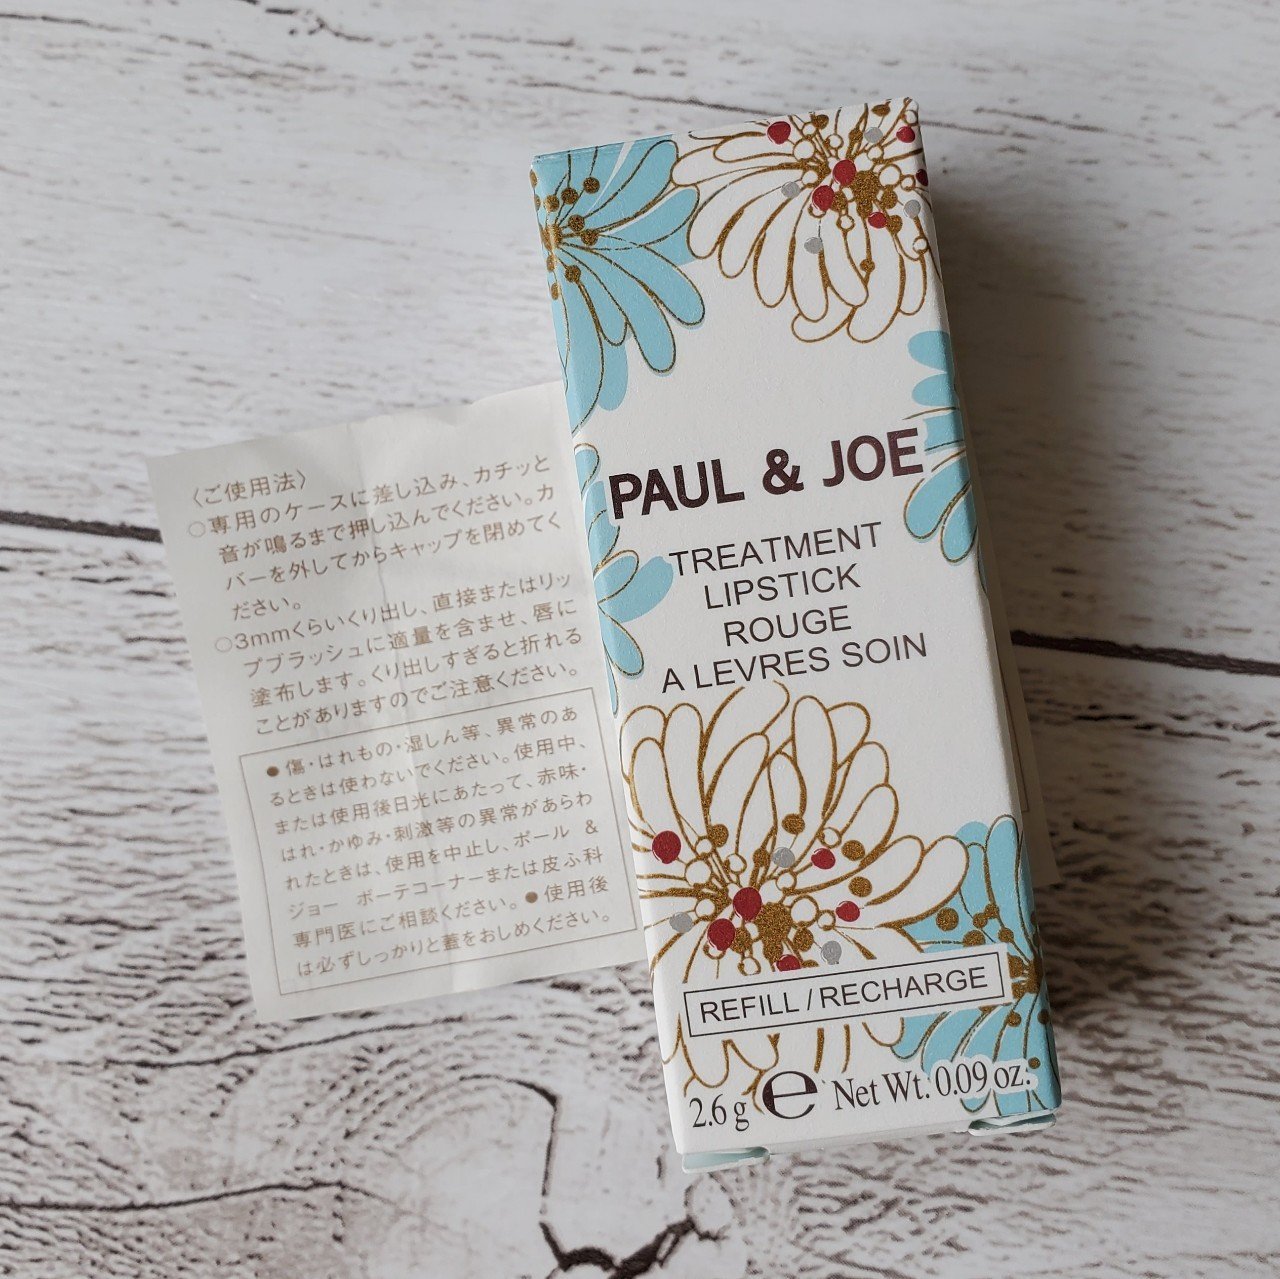 〈ご使用法〉
○専用のケースに差し込み、カチッと
音が鳴るまで押し込んでください。カ
バーを外してからキャップを閉めてく
ださい。
○3mmくらいくり出し、直接またはリッ
プブラッシュに適量を含ませ、唇に
塗布します。くり出しすぎると折れる
ことがありますのでご注意ください。
●傷・はれもの・湿しん等、異常のあ
るときは使わないでください。使用中、
または使用後日光にあたって、赤味・
はれ・かゆみ・刺激等の異常があらわ
れたときは、使用を中止し、ポール &
ジョー ボーテコーナーまたは皮ふ科
専門医にご相談ください。●使用後
は必ずしっかりと蓋をおしめください。
PAUL & JOE
TREATMENT
LIPSTICK
ROUGE
A LEVRES SOIN
REFILL / RECHARGE
2.6 g ℮ Net Wt. 0.09 oz.